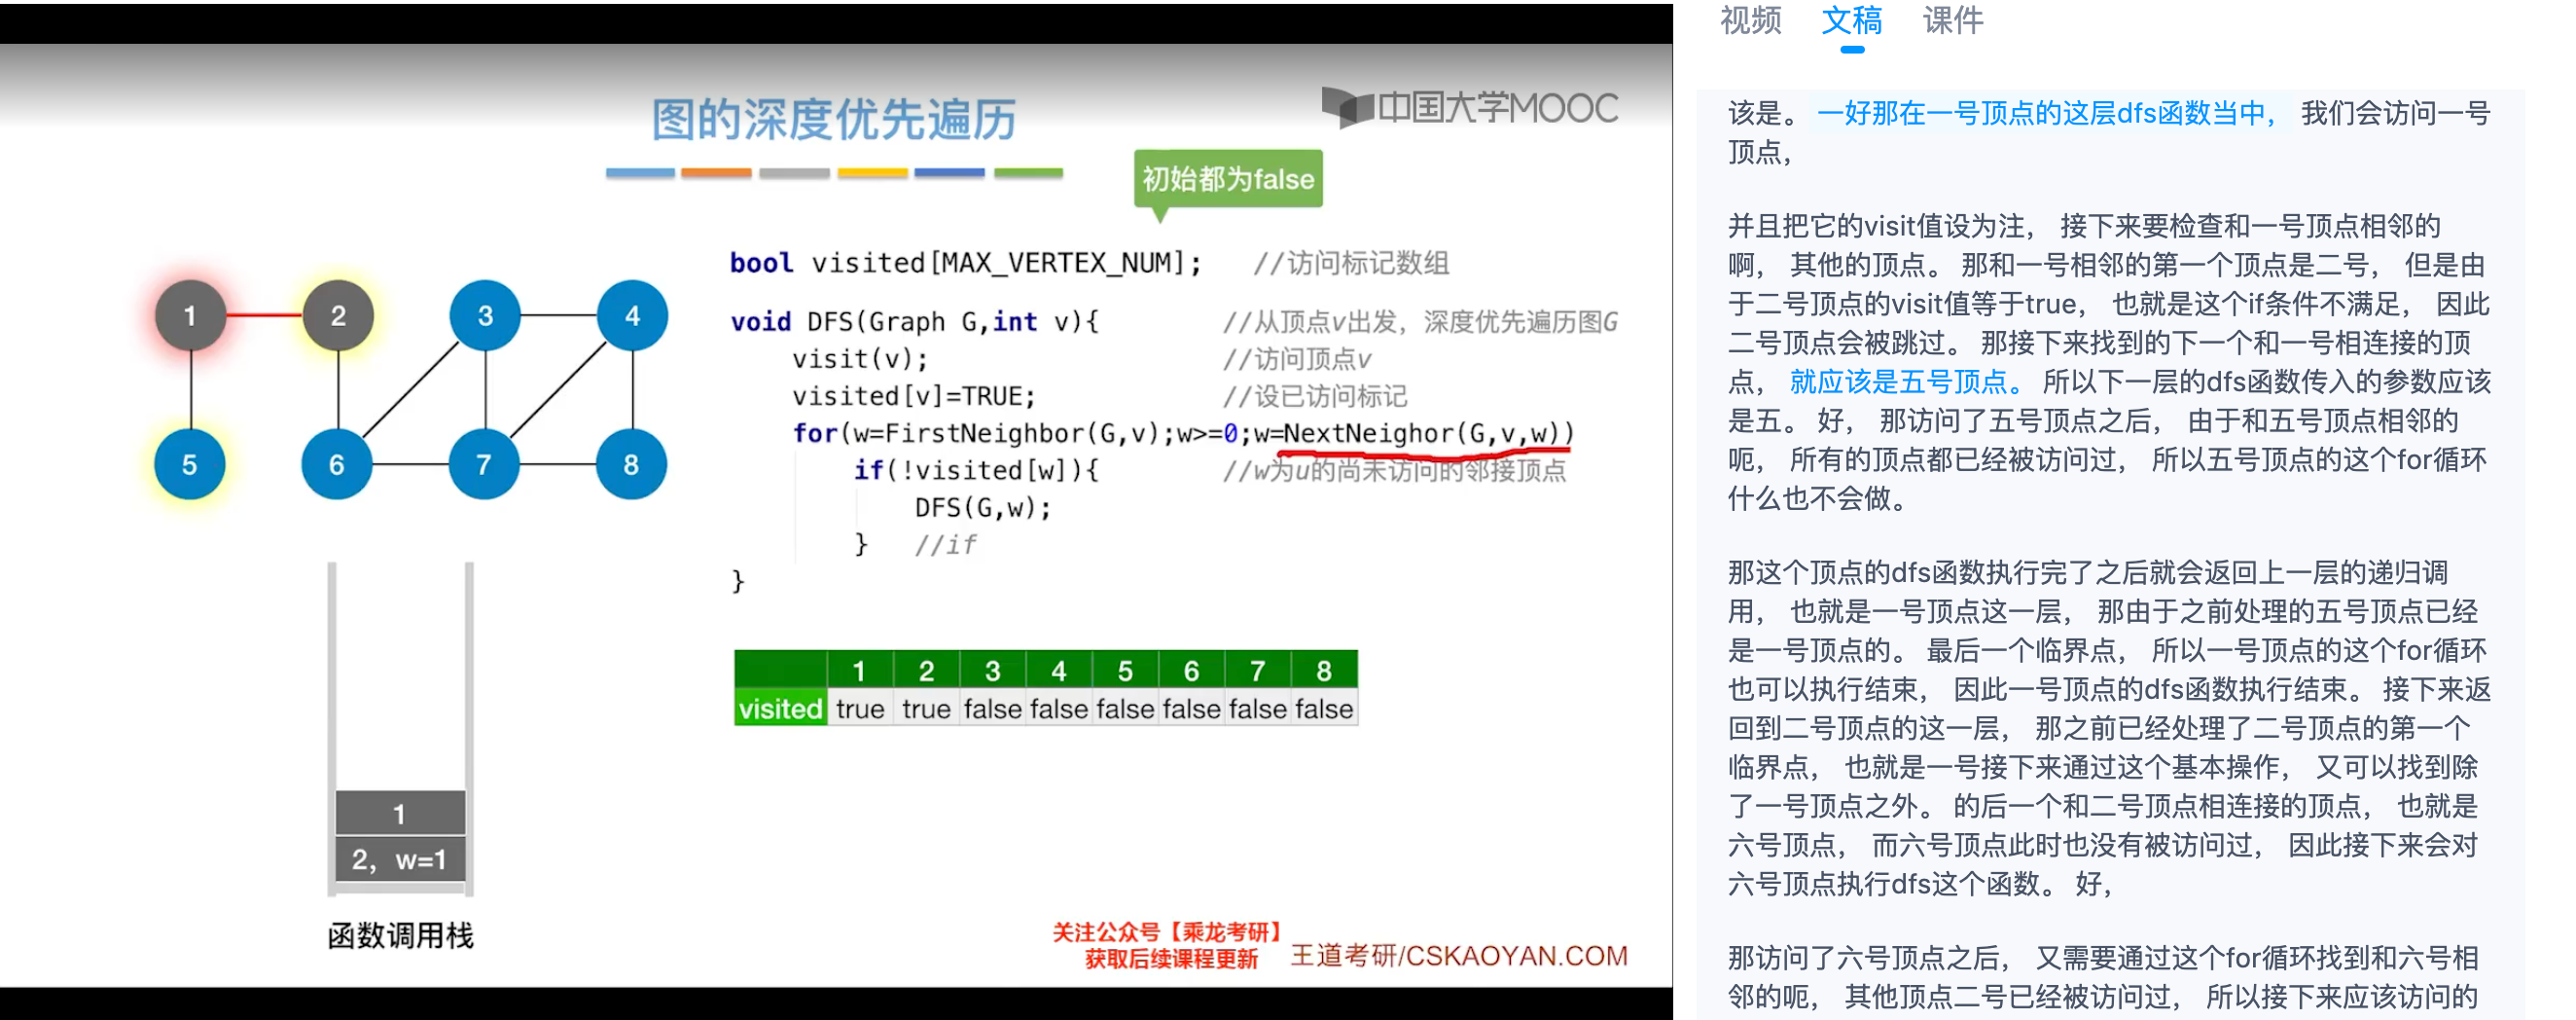 图的深度优先遍历
中国大学MOOC
初始都为false
bool visited[MAX_VERTEX_NUM]; //访问标记数组
void DFS(Graph G,int v){ //从顶点v出发，深度优先遍历图G
visit(v); //访问顶点v
visited[v]=TRUE; //设已访问标记
for(w=FirstNeighbor(G,v);w>=0;w=NextNeighor(G,v,w))
if(!visited[w]){ //w为u的尚未访问的邻接顶点
DFS(G,w);
} //if
}
1 2 3 4
5 6 7 8
1 2 3 4 5 6 7 8
visited true true false false false false false false
1
2, w=1
函数调用栈
关注公众号【乘龙考研】
获取后续课程更新
王道考研/CSKAOYAN.COM
视频 文稿 课件
该是。 一好那在一号顶点的这层dfs函数当中， 我们会访问一号
顶点，
并且把它的visit值设为注， 接下来要检查和一号顶点相邻的
啊， 其他的顶点。 那和一号相邻的第一个顶点是二号， 但是由
于二号顶点的visit值等于true， 也就是这个if条件不满足， 因此
二号顶点会被跳过。 那接下来找到的下一个和一号相连接的顶
点， 就应该是五号顶点。 所以下一层的dfs函数传入的参数应该
是五。 好， 那访问了五号顶点之后， 由于和五号顶点相邻的
呃， 所有的顶点都已经被访问过， 所以五号顶点的这个for循环
什么也不会做。
那这个顶点的dfs函数执行完了之后就会返回上一层的递归调
用， 也就是一号顶点这一层， 那由于之前处理的五号顶点已经
是一号顶点的。 最后一个临界点， 所以一号顶点的这个for循环
也可以执行结束， 因此一号顶点的dfs函数执行结束。 接下来返
回到二号顶点的这一层， 那之前已经处理了二号顶点的第一个
临界点， 也就是一号接下来通过这个基本操作， 又可以找到除
了一号顶点之外。 的后一个和二号顶点相连接的顶点， 也就是
六号顶点， 而六号顶点此时也没有被访问过， 因此接下来会对
六号顶点执行dfs这个函数。 好，
那访问了六号顶点之后， 又需要通过这个for循环找到和六号相
邻的呃， 其他顶点二号已经被访问过， 所以接下来应该访问的